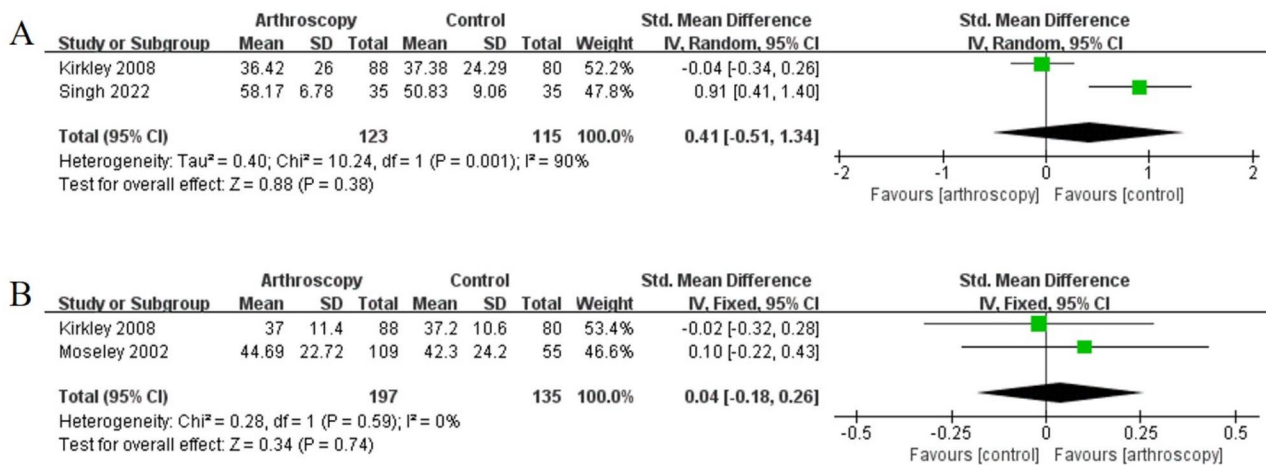 A
Arthroscopy Control Std. Mean Difference Std. Mean Difference
Study or Subgroup Mean SD Total Mean SD Total Weight IV, Random, 95% CI IV, Random, 95% CI
Kirkley 2008 36.42 26 88 37.38 24.29 80 52.2% -0.04 [-0.34, 0.26]
Singh 2022 58.17 6.78 35 50.83 9.06 35 47.8% 0.91 [0.41, 1.40]
Total (95% CI) 123 115 100.0% 0.41 [-0.51, 1.34]
Heterogeneity: Tau² = 0.40; Chi² = 10.24, df = 1 (P = 0.001); I² = 90%
Test for overall effect: Z = 0.88 (P = 0.38)
-2 -1 0 1 2
Favours [arthroscopy] Favours [control]
B
Arthroscopy Control Std. Mean Difference Std. Mean Difference
Study or Subgroup Mean SD Total Mean SD Total Weight IV, Fixed, 95% CI IV, Fixed, 95% CI
Kirkley 2008 37 11.4 88 37.2 10.6 80 53.4% -0.02 [-0.32, 0.28]
Moseley 2002 44.69 22.72 109 42.3 24.2 55 46.6% 0.10 [-0.22, 0.43]
Total (95% CI) 197 135 100.0% 0.04 [-0.18, 0.26]
Heterogeneity: Chi² = 0.28, df = 1 (P = 0.59); I² = 0%
Test for overall effect: Z = 0.34 (P = 0.74)
-0.5 -0.25 0 0.25 0.5
Favours [control] Favours [arthroscopy]